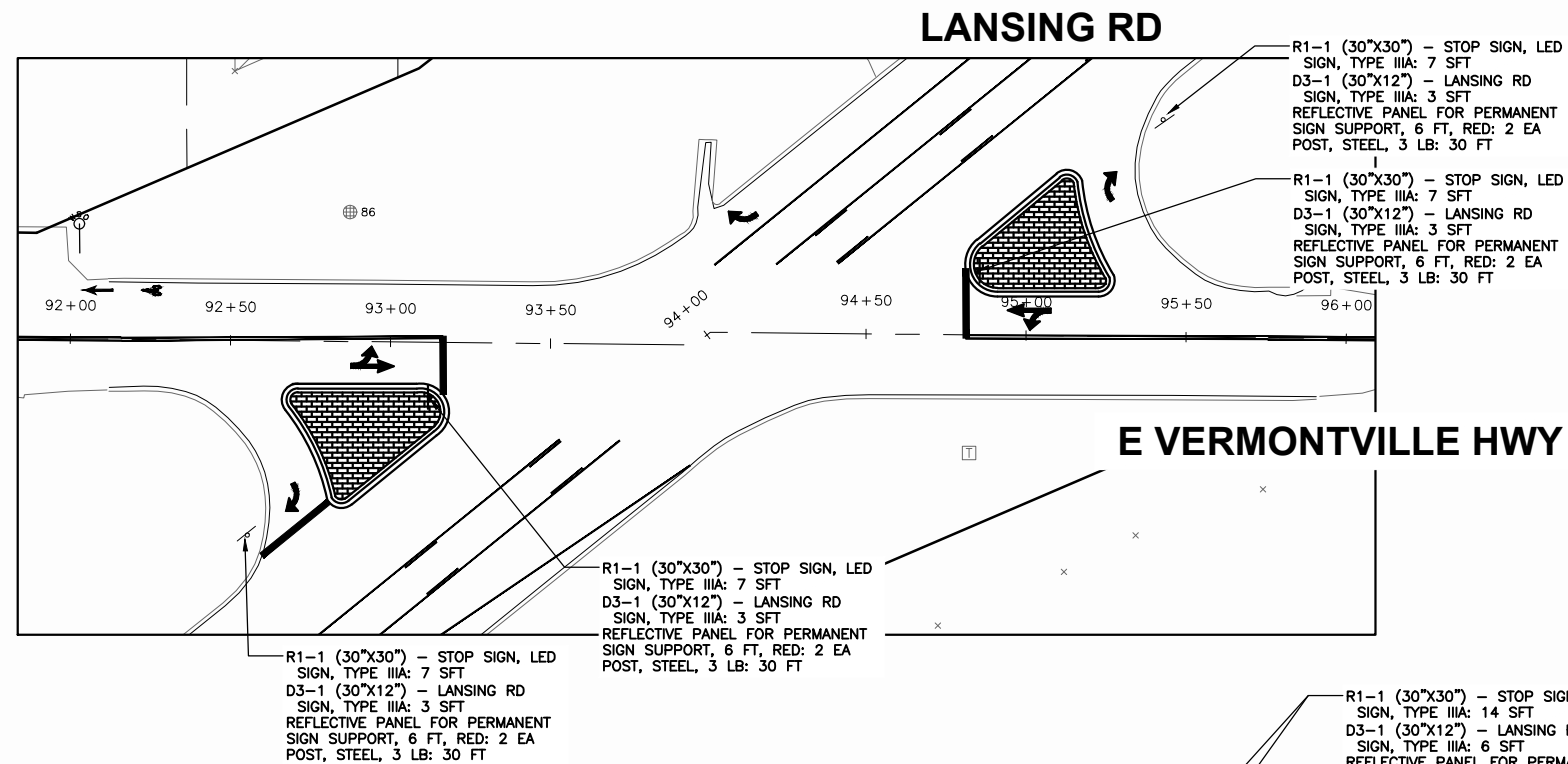 LANSING RD
R1-1 (30"X30") – STOP SIGN, LED
SIGN, TYPE IIIA: 7 SFT
D3-1 (30"X12") – LANSING RD
SIGN, TYPE IIIA: 3 SFT
REFLECTIVE PANEL FOR PERMANENT
SIGN SUPPORT, 6 FT, RED: 2 EA
POST, STEEL, 3 LB: 30 FT
R1-1 (30"X30") – STOP SIGN, LED
SIGN, TYPE IIIA: 7 SFT
D3-1 (30"X12") – LANSING RD
SIGN, TYPE IIIA: 3 SFT
REFLECTIVE PANEL FOR PERMANENT
SIGN SUPPORT, 6 FT, RED: 2 EA
POST, STEEL, 3 LB: 30 FT
86
92+00
92+50
93+00
93+50
94+00
94+50
95+00
95+50
96+00
E VERMONTVILLE HWY
T
R1-1 (30"X30") – STOP SIGN, LED
SIGN, TYPE IIIA: 7 SFT
D3-1 (30"X12") – LANSING RD
SIGN, TYPE IIIA: 3 SFT
REFLECTIVE PANEL FOR PERMANENT
SIGN SUPPORT, 6 FT, RED: 2 EA
POST, STEEL, 3 LB: 30 FT
R1-1 (30"X30") – STOP SIGN, LED
SIGN, TYPE IIIA: 7 SFT
D3-1 (30"X12") – LANSING RD
SIGN, TYPE IIIA: 3 SFT
REFLECTIVE PANEL FOR PERMANENT
SIGN SUPPORT, 6 FT, RED: 2 EA
POST, STEEL, 3 LB: 30 FT
R1-1 (30"X30") – STOP
SIGN, TYPE IIIA: 14 SFT
D3-1 (30"X12") – LANSING
SIGN, TYPE IIIA: 6 SFT
REFLECTIVE PANEL FOR